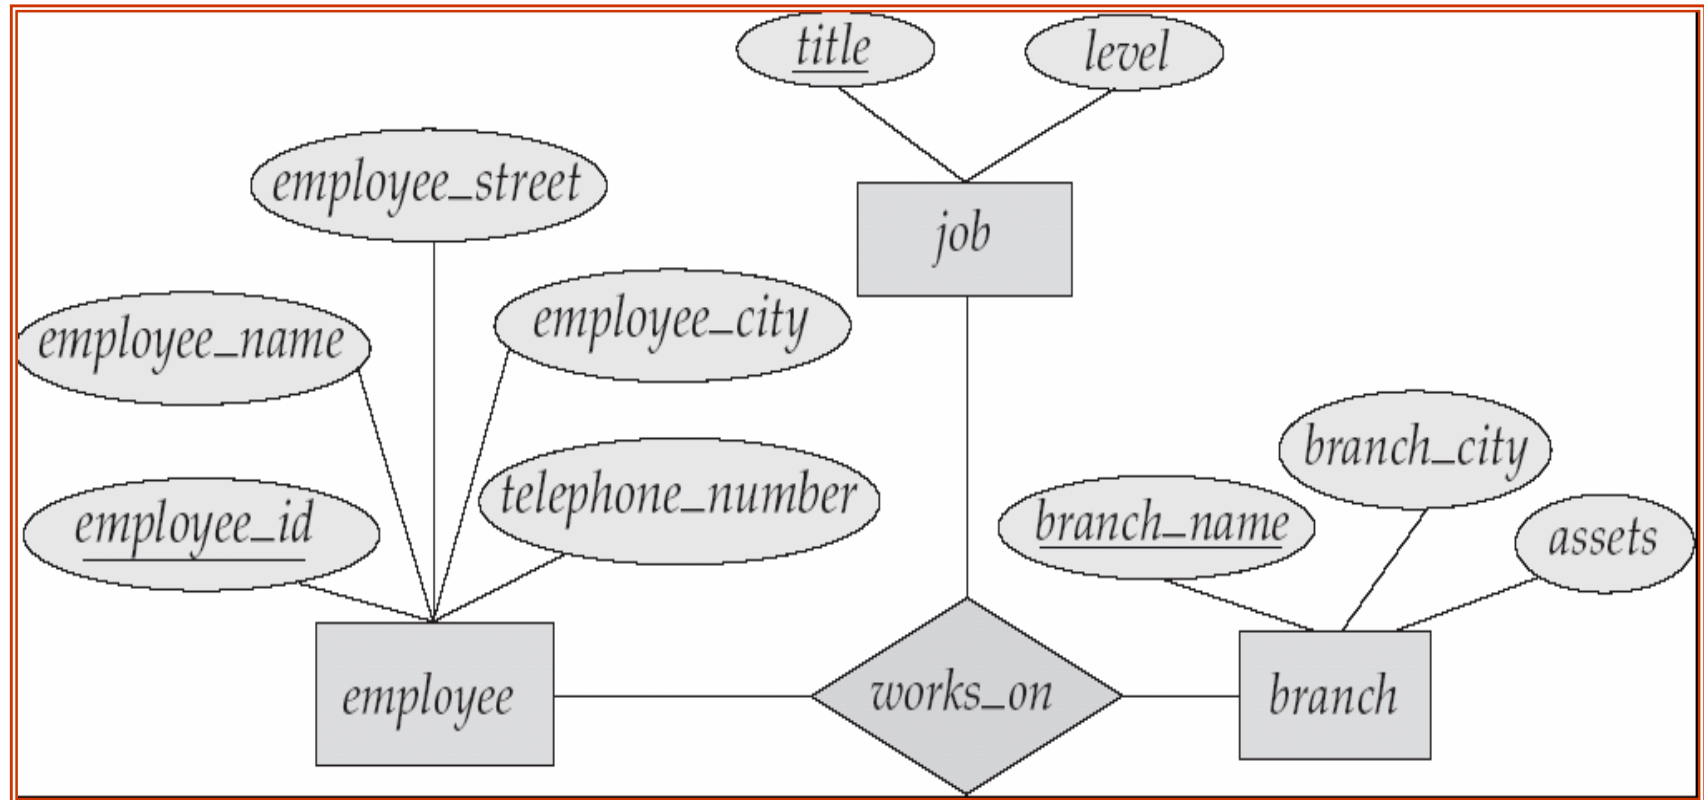 title
level
employee_street
job
employee_name
employee_city
employee_id
telephone_number
branch_name
branch_city
assets
employee
works_on
branch